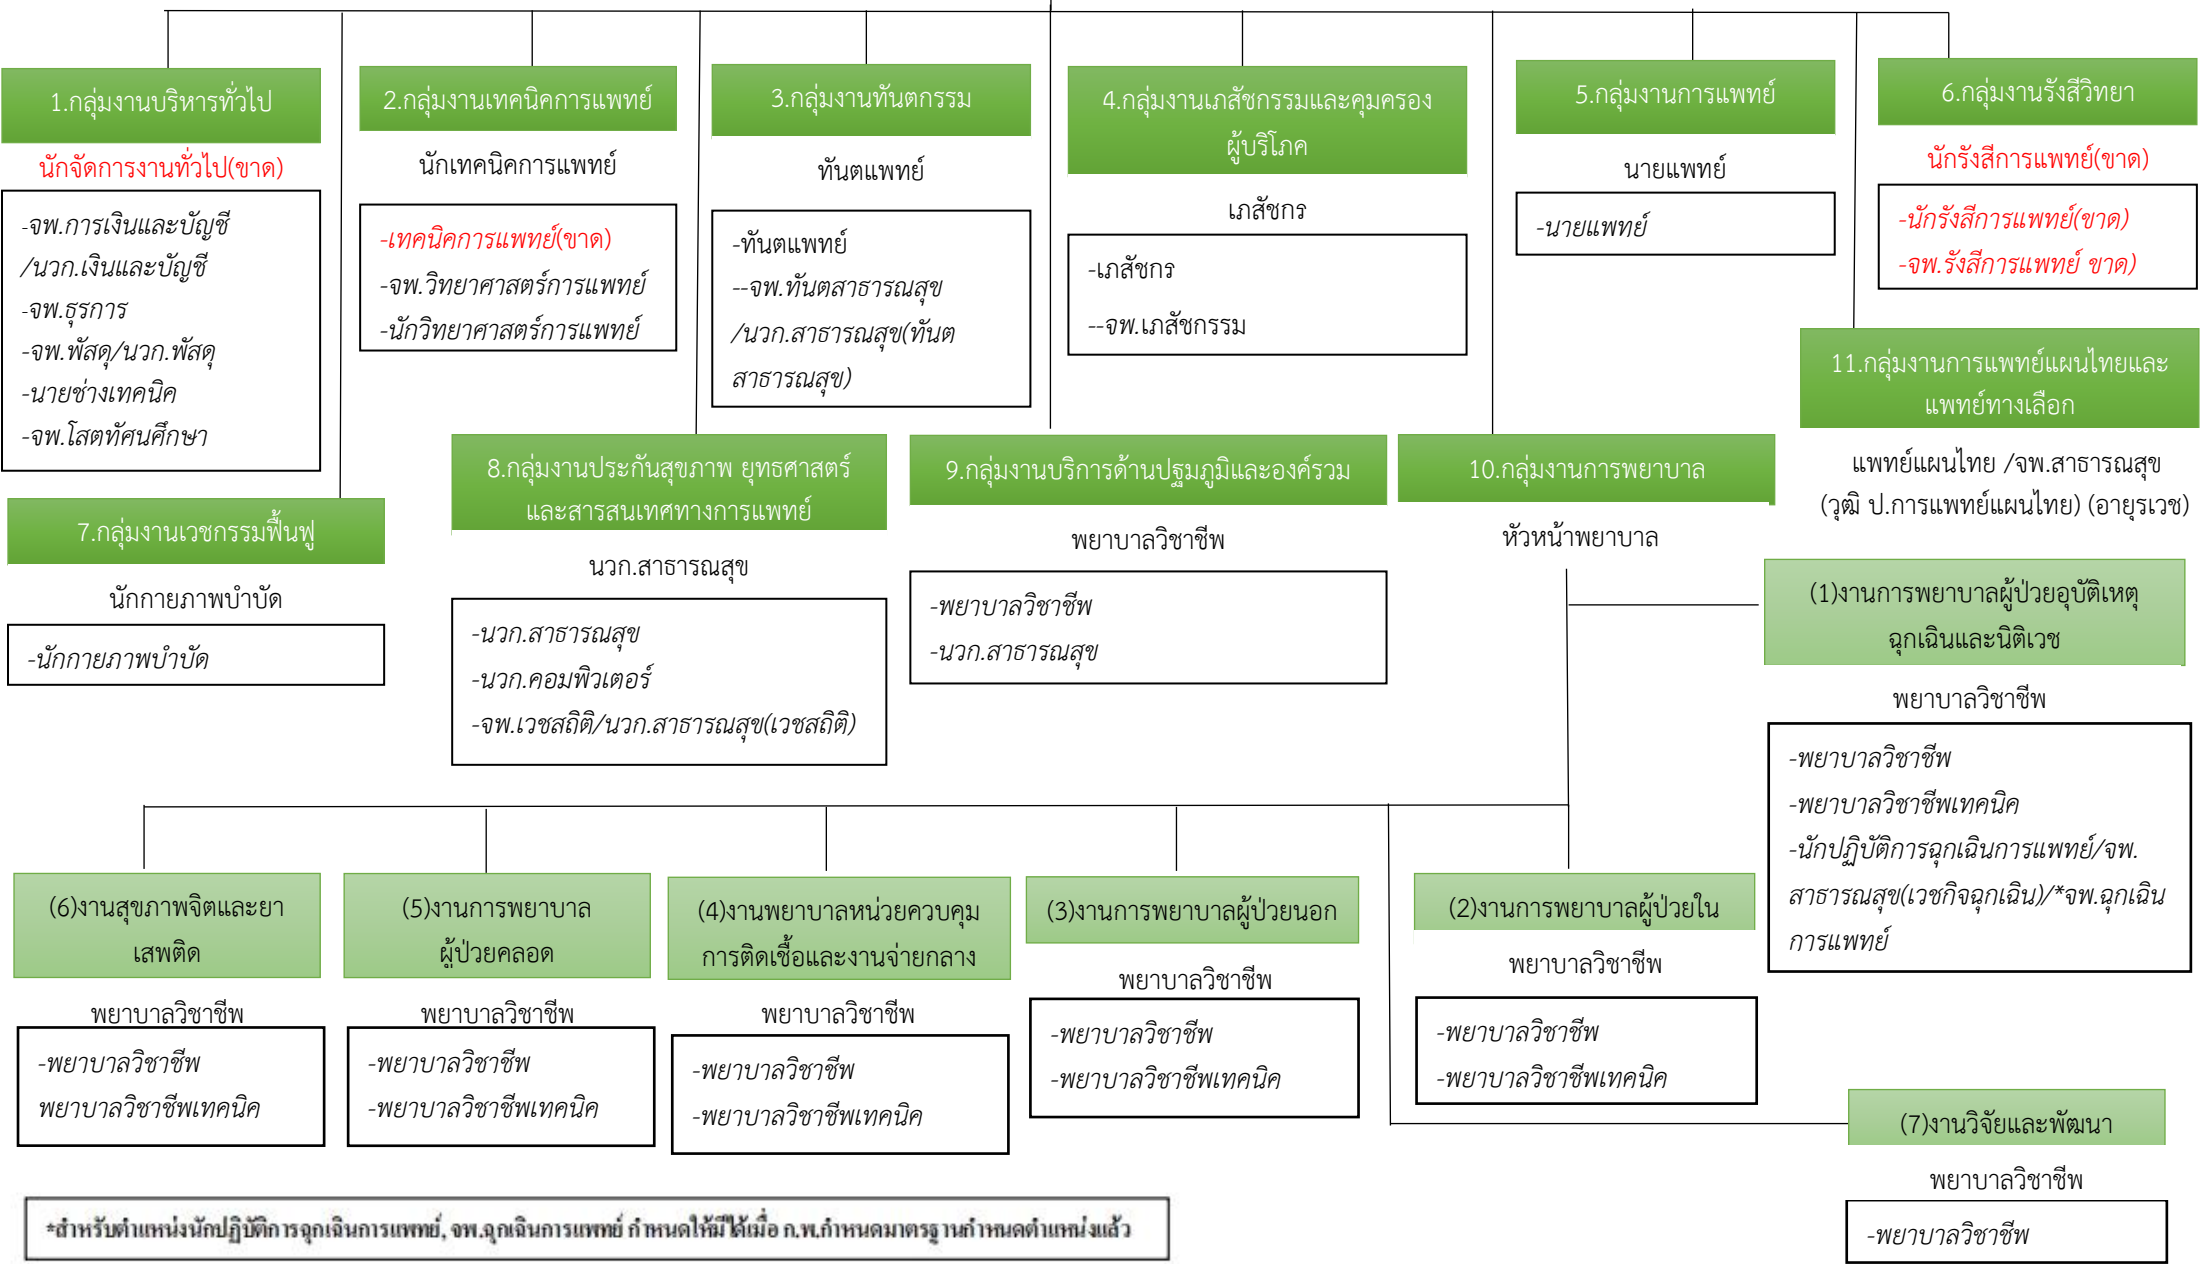 1.กลุ่มงานบริหารทั่วไป
นักจัดการงานทั่วไป(ขาด)
-จพ.การเงินและบัญชี
/นวก.เงินและบัญชี
-จพ.ธุรการ
-จพ.พัสดุ/นวก.พัสดุ
-นายช่างเทคนิค
-จพ.โสตทัศนศึกษา
2.กลุ่มงานเทคนิคการแพทย์
นักเทคนิคการแพทย์
-เทคนิคการแพทย์(ขาด)
-จพ.วิทยาศาสตร์การแพทย์
-นักวิทยาศาสตร์การแพทย์
3.กลุ่มงานทันตกรรม
ทันตแพทย์
-ทันตแพทย์
--จพ.ทันตสาธารณสุข
/นวก.สาธารณสุข(ทันต
สาธารณสุข)
4.กลุ่มงานเภสัชกรรมและคุมครอง
ผู้บริโภค
เภสัชกร
-เภสัชกร
--จพ.เภสัชกรรม
5.กลุ่มงานการแพทย์
นายแพทย์
-นายแพทย์
6.กลุ่มงานรังสีวิทยา
นักรังสีการแพทย์(ขาด)
-นักรังสีการแพทย์(ขาด)
-จพ.รังสีการแพทย์ ขาด)
7.กลุ่มงานเวชกรรมฟื้นฟู
นักกายภาพบำบัด
-นักกายภาพบำบัด
8.กลุ่มงานประกันสุขภาพ ยุทธศาสตร์
และสารสนเทศทางการแพทย์
นวก.สาธารณสุข
-นวก.สาธารณสุข
-นวก.คอมพิวเตอร์
-จพ.เวชสถิติ/นวก.สาธารณสุข(เวชสถิติ)
9.กลุ่มงานบริการด้านปฐมภูมิและองค์รวม
พยาบาลวิชาชีพ
-พยาบาลวิชาชีพ
-นวก.สาธารณสุข
10.กลุ่มงานการพยาบาล
หัวหน้าพยาบาล
11.กลุ่มงานการแพทย์แผนไทยและ
แพทย์ทางเลือก
แพทย์แผนไทย /จพ.สาธารณสุข
(วุฒิ ป.การแพทย์แผนไทย) (อายุรเวช)
(1)งานการพยาบาลผู้ป่วยอุบัติเหตุ
ฉุกเฉินและนิติเวช
พยาบาลวิชาชีพ
-พยาบาลวิชาชีพ
-พยาบาลวิชาชีพเทคนิค
-นักปฏิบัติการฉุกเฉินการแพทย์/จพ.
สาธารณสุข(เวชกิจฉุกเฉิน)/*จพ.ฉุกเฉิน
การแพทย์
(6)งานสุขภาพจิตและยา
เสพติด
พยาบาลวิชาชีพ
-พยาบาลวิชาชีพ
พยาบาลวิชาชีพเทคนิค
(5)งานการพยาบาล
ผู้ป่วยคลอด
พยาบาลวิชาชีพ
-พยาบาลวิชาชีพ
-พยาบาลวิชาชีพเทคนิค
(4)งานพยาบาลหน่วยควบคุม
การติดเชื้อและงานจ่ายกลาง
พยาบาลวิชาชีพ
-พยาบาลวิชาชีพ
-พยาบาลวิชาชีพเทคนิค
(3)งานการพยาบาลผู้ป่วยนอก
พยาบาลวิชาชีพ
-พยาบาลวิชาชีพ
-พยาบาลวิชาชีพเทคนิค
(2)งานการพยาบาลผู้ป่วยใน
พยาบาลวิชาชีพ
-พยาบาลวิชาชีพ
-พยาบาลวิชาชีพเทคนิค
(7)งานวิจัยและพัฒนา
พยาบาลวิชาชีพ
-พยาบาลวิชาชีพ
*สำหรับตำแหน่งนักปฏิบัติการฉุกเฉินการแพทย์, จพ.ฉุกเฉินการแพทย์ กำหนดให้มีได้เมื่อ ก.พ.กำหนดมาตรฐานกำหนดตำแหน่งแล้ว